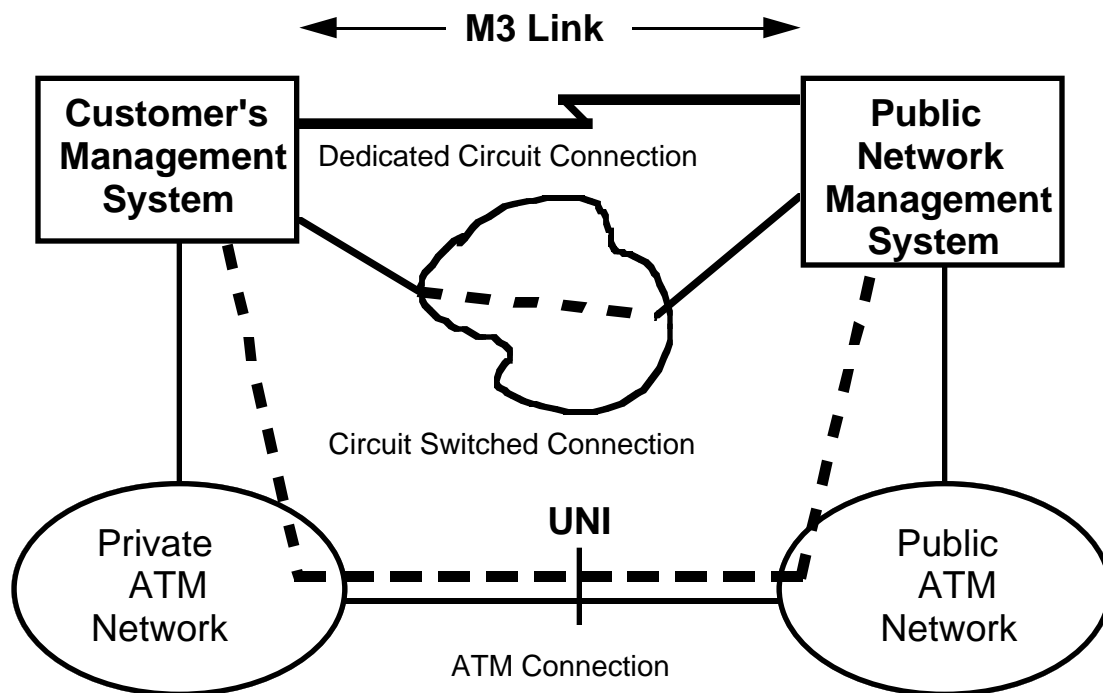 M3 Link
Customer's
Management
System
Public
Network
Management
System
Dedicated Circuit Connection
Circuit Switched Connection
UNI
Private
ATM
Network
Public
ATM
Network
ATM Connection